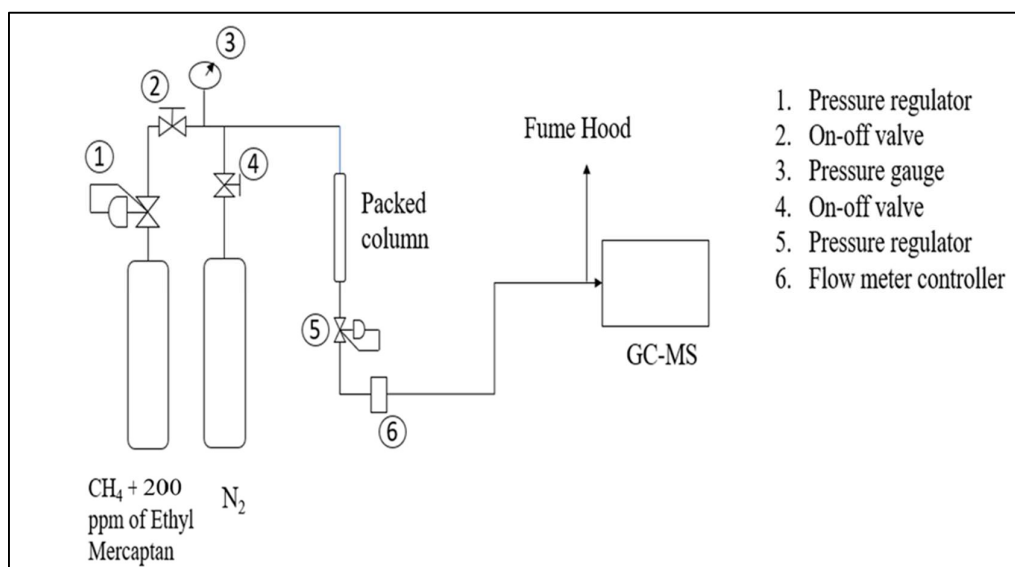 ③
②
①
④
Packed
column
⑤
⑥
Fume Hood
GC-MS
CH₄ + 200
ppm of Ethyl
Mercaptan
N₂
1. Pressure regulator
2. On-off valve
3. Pressure gauge
4. On-off valve
5. Pressure regulator
6. Flow meter controller